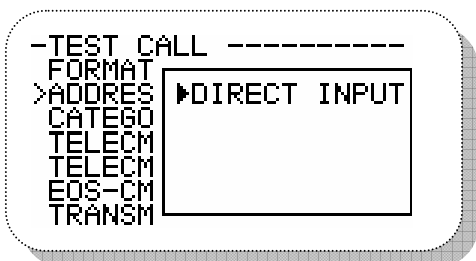 -TEST CALL ----------
FORMAT
>ADDRES ▶DIRECT INPUT
CATEGO
TELECM
TELECM
EOS-CM
TRANSM